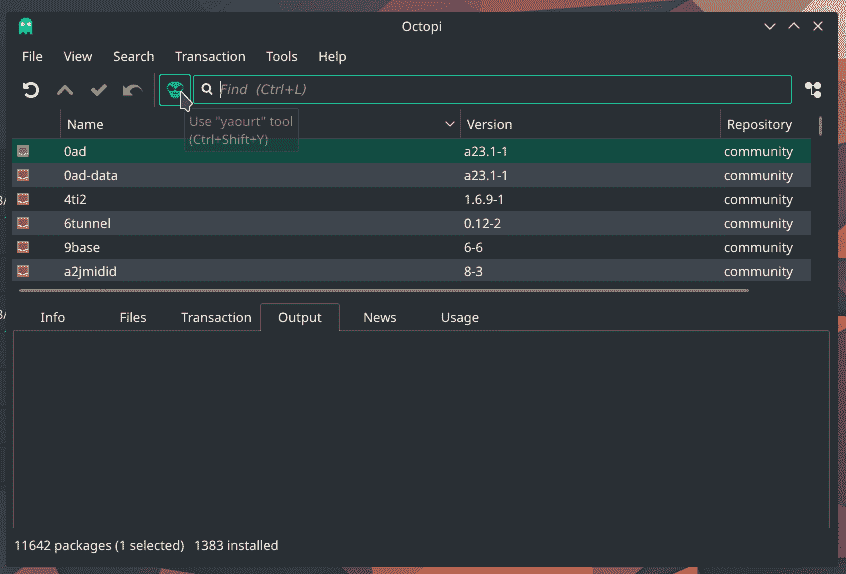 Octopi
File View Search Transaction Tools Help
Find (Ctrl+L)
Use "yaourt" tool
(Ctrl+Shift+Y)
Name Version Repository
0ad a23.1-1 community
0ad-data a23.1-1 community
4ti2 1.6.9-1 community
6tunnel 0.12-2 community
9base 6-6 community
a2jmidid 8-3 community
Info Files Transaction Output News Usage
11642 packages (1 selected) 1383 installed